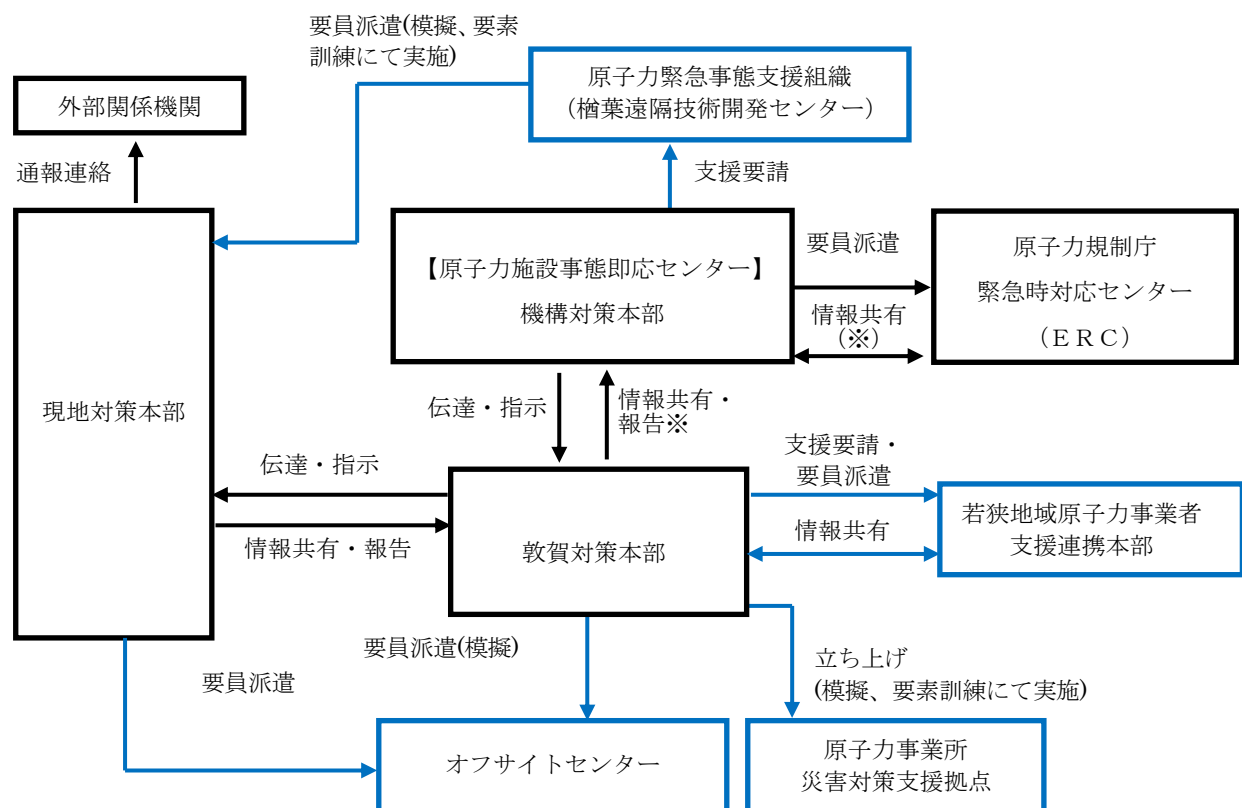 要員派遣(模擬、要素
訓練にて実施)
原子力緊急事態支援組織
（楢葉遠隔技術開発センター）
外部関係機関
通報連絡
支援要請
【原子力施設事態即応センター】
機構対策本部
要員派遣
情報共有
（※）
原子力規制庁
緊急時対応センター
（ＥＲＣ）
現地対策本部
伝達・指示
情報共有・
報告※
伝達・指示
情報共有・報告
敦賀対策本部
支援要請・
要員派遣
情報共有
若狭地域原子力事業者
支援連携本部
要員派遣(模擬)
要員派遣
立ち上げ
(模擬、要素訓練にて実施)
オフサイトセンター
原子力事業所
災害対策支援拠点